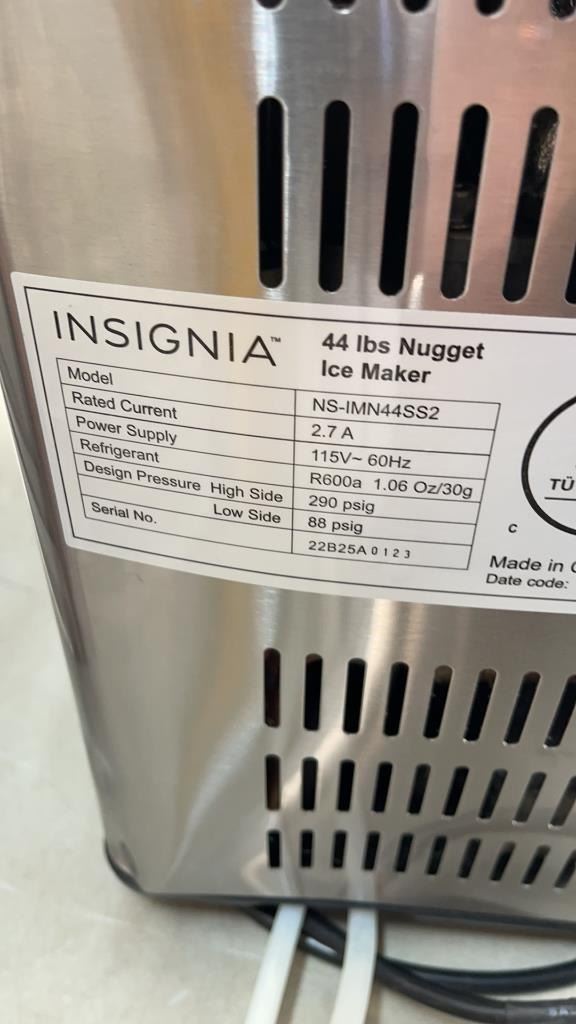 INSIGNIA™
44 lbs Nugget
Ice Maker
Model NS-IMN44SS2
Rated Current 2.7 A
Power Supply 115V~ 60Hz
Refrigerant R600a 1.06 Oz/30g
Design Pressure High Side 290 psig
Low Side 88 psig
Serial No. 22B25A0123
TÜ
C
Made in
Date code: